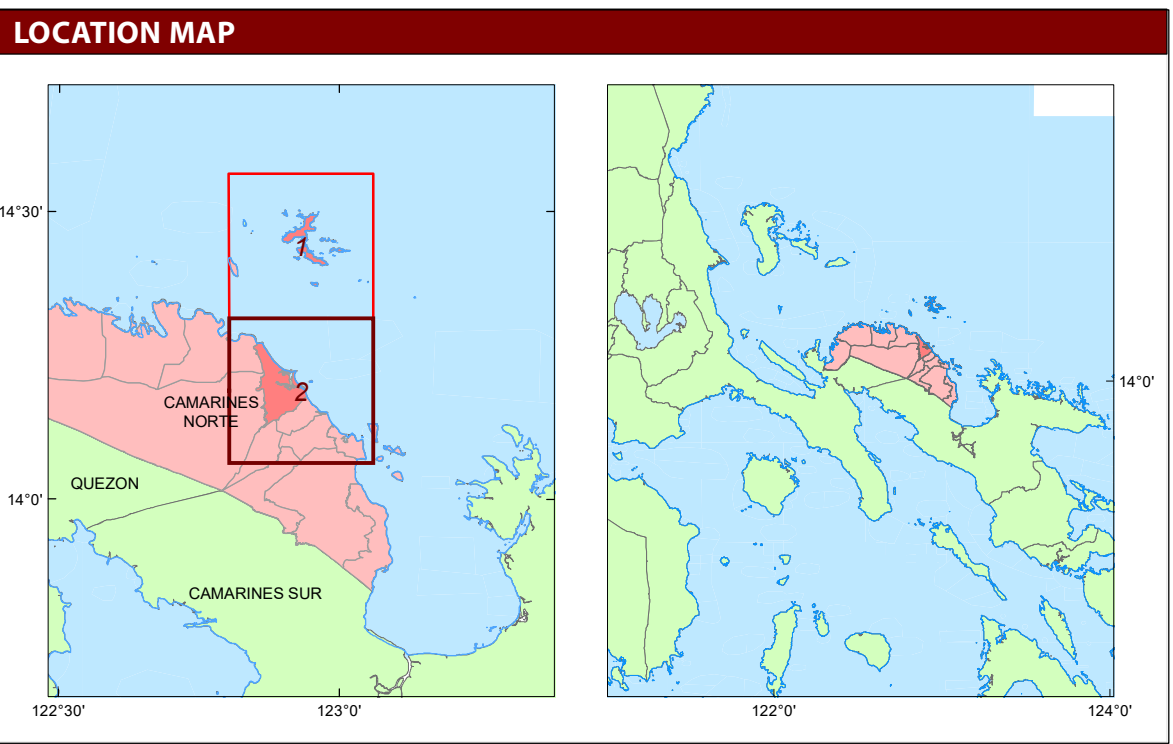 LOCATION MAP
14°30'
1
2
CAMARINES
NORTE
QUEZON
14°0'
14°0'
CAMARINES SUR
122°30'
123°0'
122°0'
124°0'